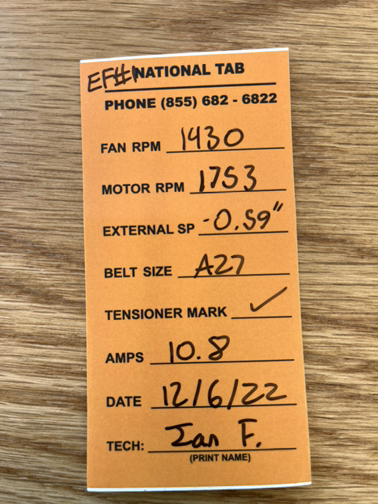 EF#1 NATIONAL TAB
PHONE (855) 682 - 6822
FAN RPM 1430
MOTOR RPM 1753
EXTERNAL SP -0.59"
BELT SIZE A27
TENSIONER MARK ✓
AMPS 10.8
DATE 12/6/22
TECH: Ian F.
(PRINT NAME)